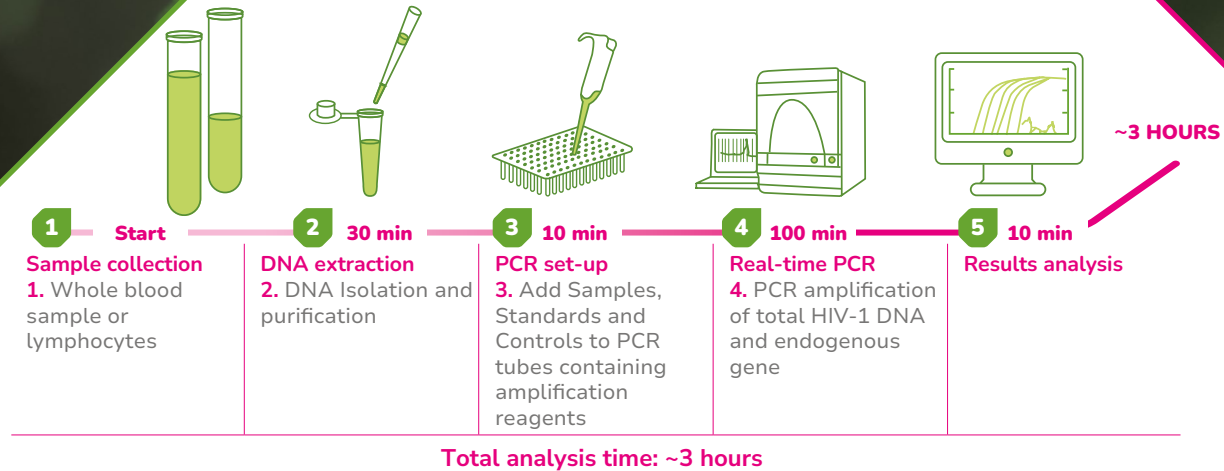 ~3 HOURS
1 Start
2 30 min
3 10 min
4 100 min
5 10 min
Sample collection
1. Whole blood
sample or
lymphocytes
DNA extraction
2. DNA Isolation and
purification
PCR set-up
3. Add Samples,
Standards and
Controls to PCR
tubes containing
amplification
reagents
Real-time PCR
4. PCR amplification
of total HIV-1 DNA
and endogenous
gene
Results analysis
Total analysis time: ~3 hours